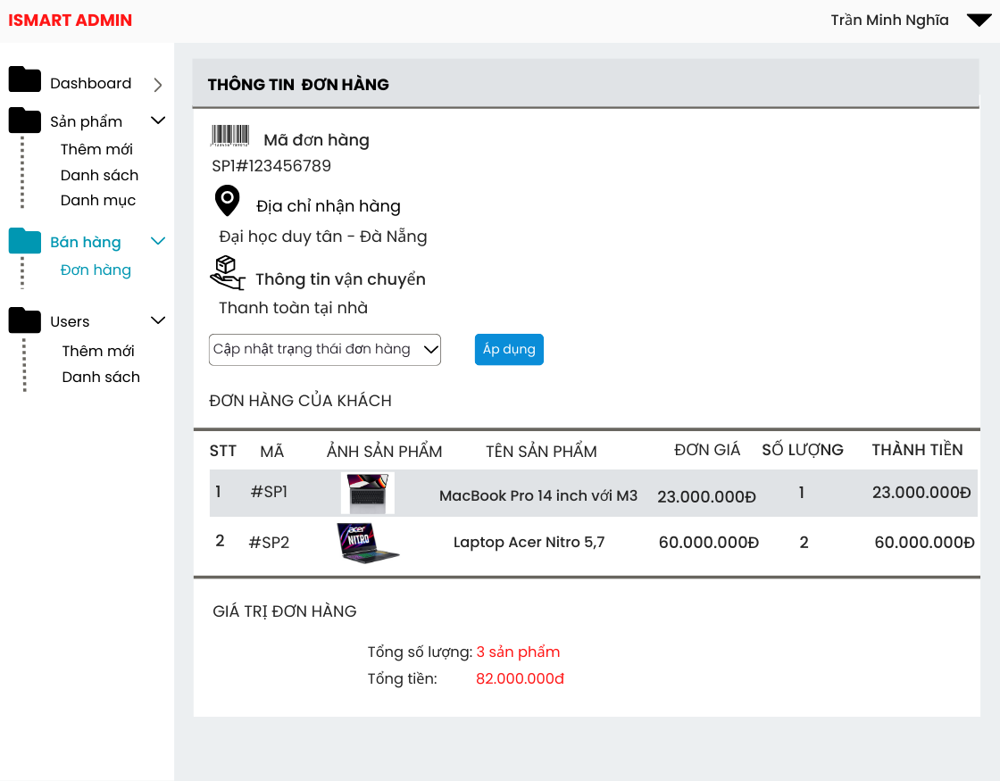 ISMART ADMIN
Trần Minh Nghĩa
Dashboard
Sản phẩm
Thêm mới
Danh sách
Danh mục
Bán hàng
Đơn hàng
Users
Thêm mới
Danh sách
THÔNG TIN ĐƠN HÀNG
Mã đơn hàng
SP1#123456789
Địa chỉ nhận hàng
Đại học duy tân - Đà Nẵng
Thông tin vận chuyển
Thanh toàn tại nhà
Cập nhật trạng thái đơn hàng
Áp dụng
ĐƠN HÀNG CỦA KHÁCH
STT MÃ ẢNH SẢN PHẨM TÊN SẢN PHẨM ĐƠN GIÁ SỐ LƯỢNG THÀNH TIỀN
1 #SP1 MacBook Pro 14 inch với M3 23.000.000Đ 1 23.000.000Đ
acer
NITRO
2 #SP2 Laptop Acer Nitro 5,7 60.000.000Đ 2 60.000.000Đ
GIÁ TRỊ ĐƠN HÀNG
Tổng số lượng: 3 sản phẩm
Tổng tiền: 82.000.000đ